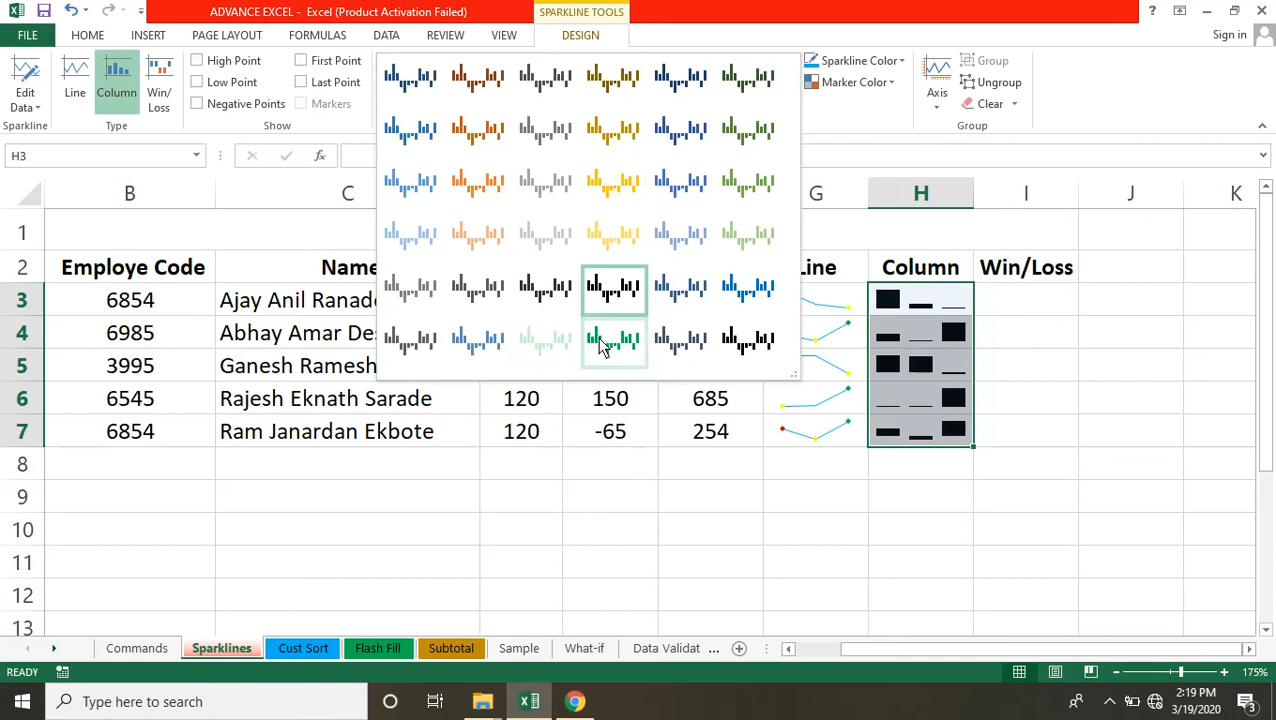 ADVANCE EXCEL - Excel (Product Activation Failed)
SPARKLINE TOOLS
?
FILE
HOME
INSERT
PAGE LAYOUT
FORMULAS
DATA
REVIEW
VIEW
DESIGN
Sign in
Edit
Data
Line
Column
Win/
Loss
High Point
First Point
Low Point
Last Point
Negative Points
Markers
Sparkline Color
Marker Color
Axis
Group
Ungroup
Clear
Sparkline
Type
Show
Group
H3
fx
B C G H I J K
1
2 Employe Code Name Line Column Win/Loss
3 6854 Ajay Anil Ranad
4 6985 Abhay Amar Des
5 3995 Ganesh Ramesh
6 6545 Rajesh Eknath Sarade 120 150 685
7 6854 Ram Janardan Ekbote 120 -65 254
8
9
10
11
12
13
Commands Sparklines Cust Sort Flash Fill Subtotal Sample What-if Data Validat ...
READY
175%
Type here to search
2:19 PM
3/19/2020
3